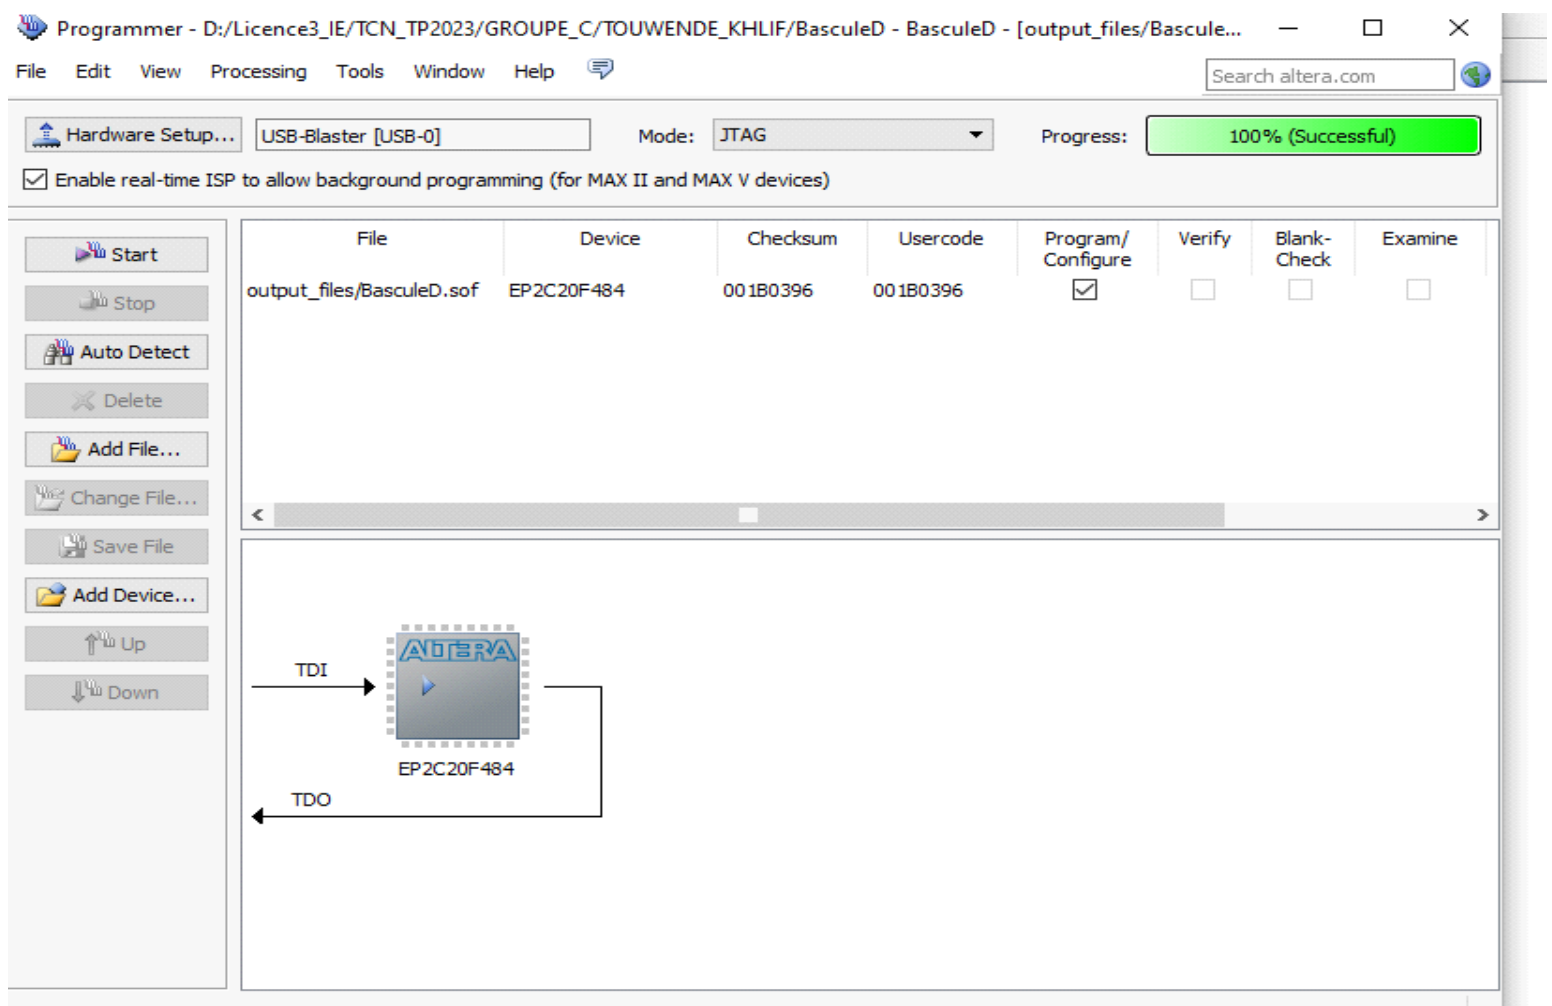 Programmer - D:/Licence3_IE/TCN_TP2023/GROUPE_C/TOUWENDE_KHLIF/BasculeD - BasculeD - [output_files/Bascule...
File Edit View Processing Tools Window Help
Search altera.com
Hardware Setup... USB-Blaster [USB-0] Mode: JTAG Progress: 100% (Successful)
Enable real-time ISP to allow background programming (for MAX II and MAX V devices)
Start
Stop
Auto Detect
Delete
Add File...
Change File...
Save File
Add Device...
Up
Down
File Device Checksum Usercode Program/ Verify Blank- Examine
Configure Check
output_files/BasculeD.sof EP2C20F484 001B0396 001B0396
ALTERA
TDI
EP2C20F484
TDO